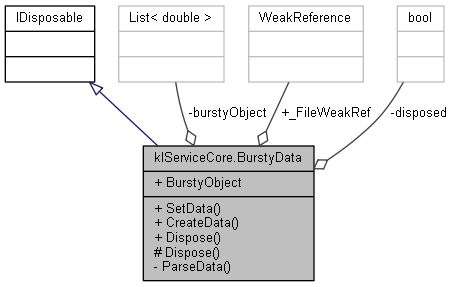 IDisposable
List< double >
WeakReference
bool
-burstyObject
+_FileWeakRef
-disposed
kIServiceCore.BurstyData
+ BurstyObject
+ SetData()
+ CreateData()
+ Dispose()
# Dispose()
- ParseData()